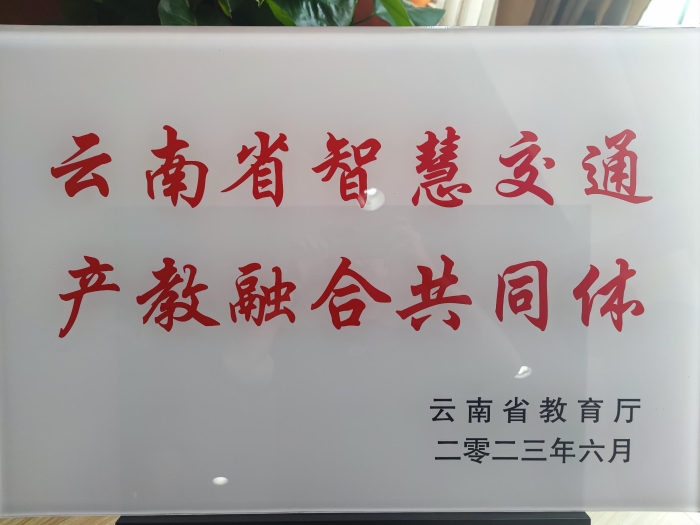 云南省智慧交通
产教融合共同体
云南省教育厅
二零二三年六月